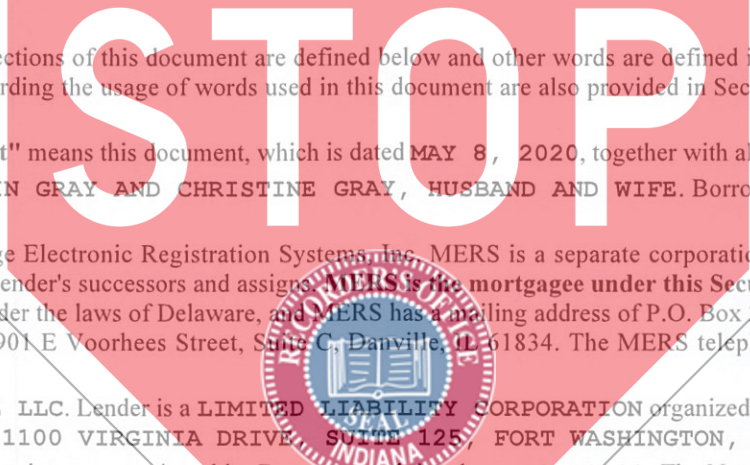 STOP
ctions of this document are defined below and other words are defined i
rding the usage of words used in this document are also provided in Sec
t" means this document, which is dated MAY 8, 2020, together with al
N GRAY AND CHRISTINE GRAY, HUSBAND AND WIFE. Borro
ge Electronic Registration Systems, Inc. MERS is a separate corporatio
ender's successors and assigns. MERS is the mortgagee under this Secu
der the laws of Delaware, and MERS has a mailing address of P.O. Box
901 E Voorhees Street, Suite C, Danville, IL 61834. The MERS telep
LLC. Lender is a LIMITED LIABILITY CORPORATION organized
1100 VIRGINIA DRIVE, SUITE 125, FORT WASHINGTON,
RECORDER'S OFFICE
SEAL
INDIANA